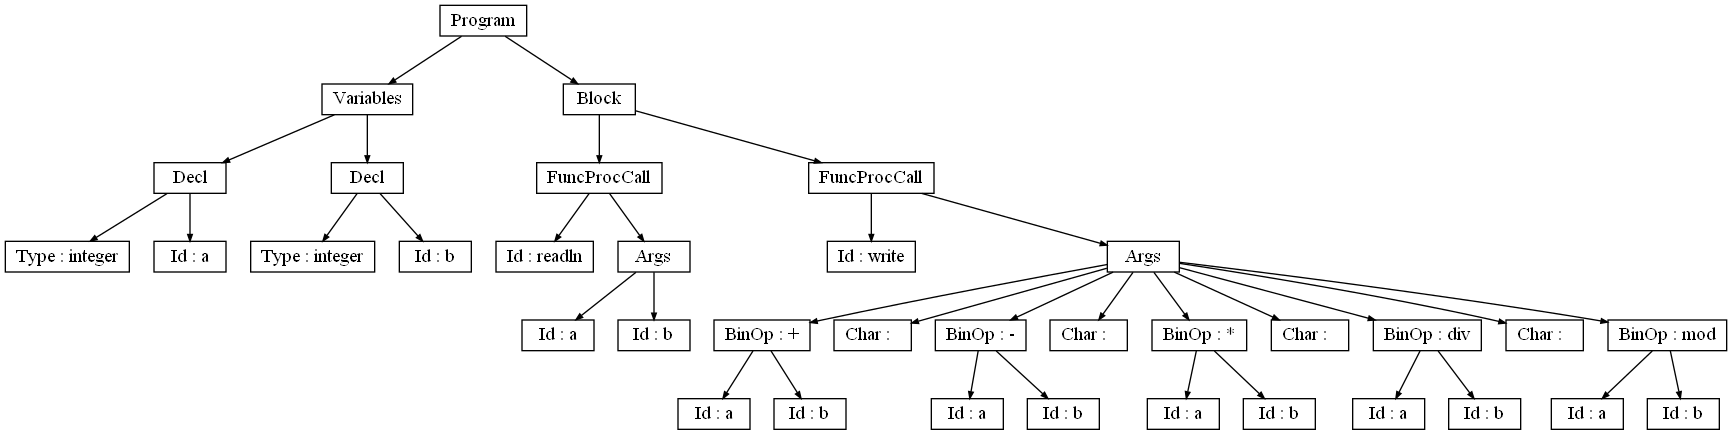 Program
Variables
Block
Decl
Decl
FuncProcCall
FuncProcCall
Type : integer
Id : a
Type : integer
Id : b
Id : readln
Args
Id : write
Args
Id : a
Id : b
BinOp : +
Char :
BinOp : -
Char :
BinOp : *
Char :
BinOp : div
Char :
BinOp : mod
Id : a
Id : b
Id : a
Id : b
Id : a
Id : b
Id : a
Id : b
Id : a
Id : b